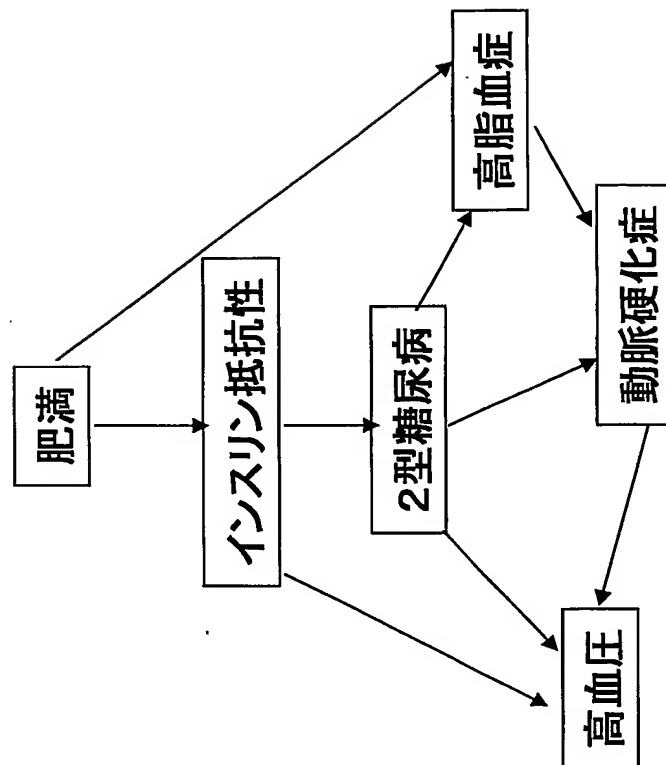 肥満
インスリン抵抗性
2型糖尿病
高脂血症
動脈硬化症
高血圧